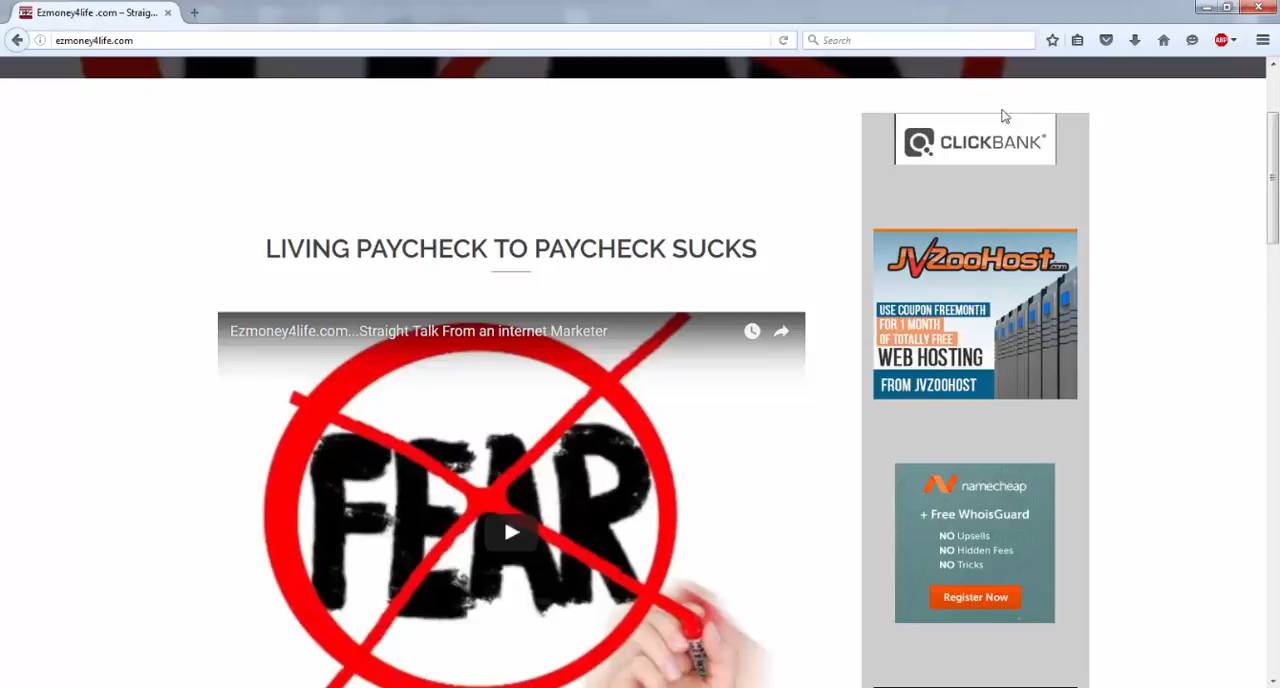 Ezmoney4life .com – Straig...
ezmoney4life.com
Search
ABP
CLICKBANK®
LIVING PAYCHECK TO PAYCHECK SUCKS
JVZooHost.com
USE COUPON FREEMONTH
FOR 1 MONTH
OF TOTALLY FREE
WEB HOSTING
FROM JVZOOHOST
Ezmoney4life.com...Straight Talk From an internet Marketer
FEAR
namecheap
+ Free WhoisGuard
NO Upsells
NO Hidden Fees
NO Tricks
Register Now